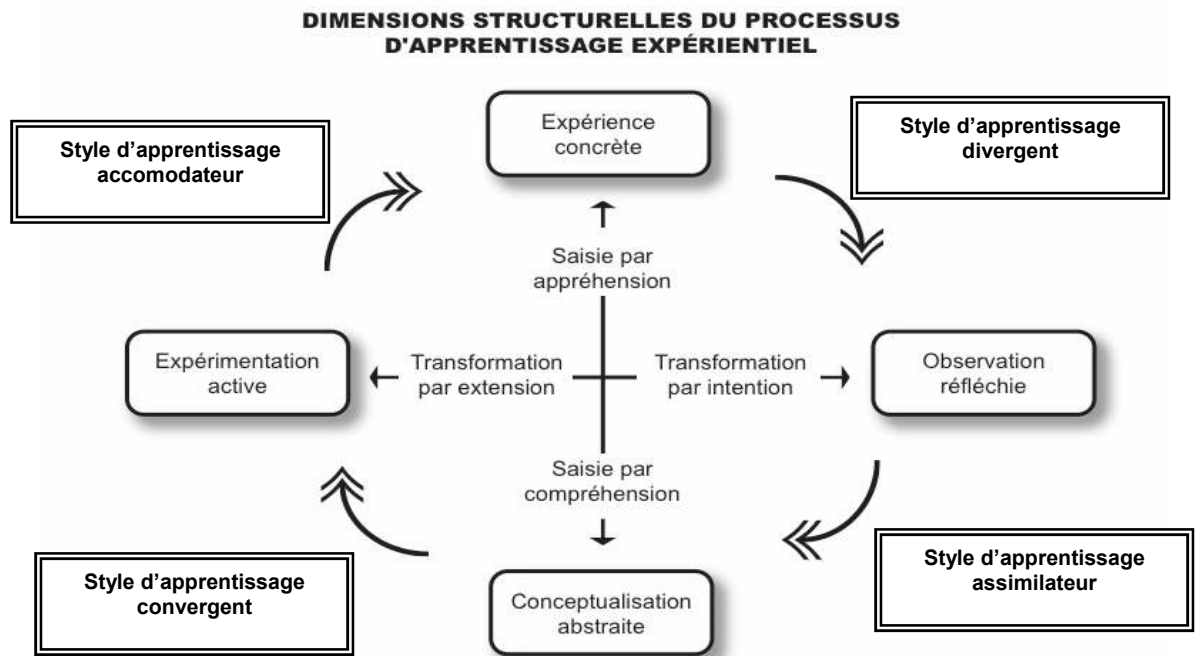 DIMENSIONS STRUCTURELLES DU PROCESSUS
D'APPRENTISSAGE EXPÉRIENTIEL
Style d'apprentissage
accomodateur
Expérience
concrète
Style d'apprentissage
divergent
Saisie par
appréhension
Expérimentation
active
Transformation
par extension
Transformation
par intention
Observation
réfléchie
Saisie par
compréhension
Style d'apprentissage
convergent
Conceptualisation
abstraite
Style d'apprentissage
assimilateur